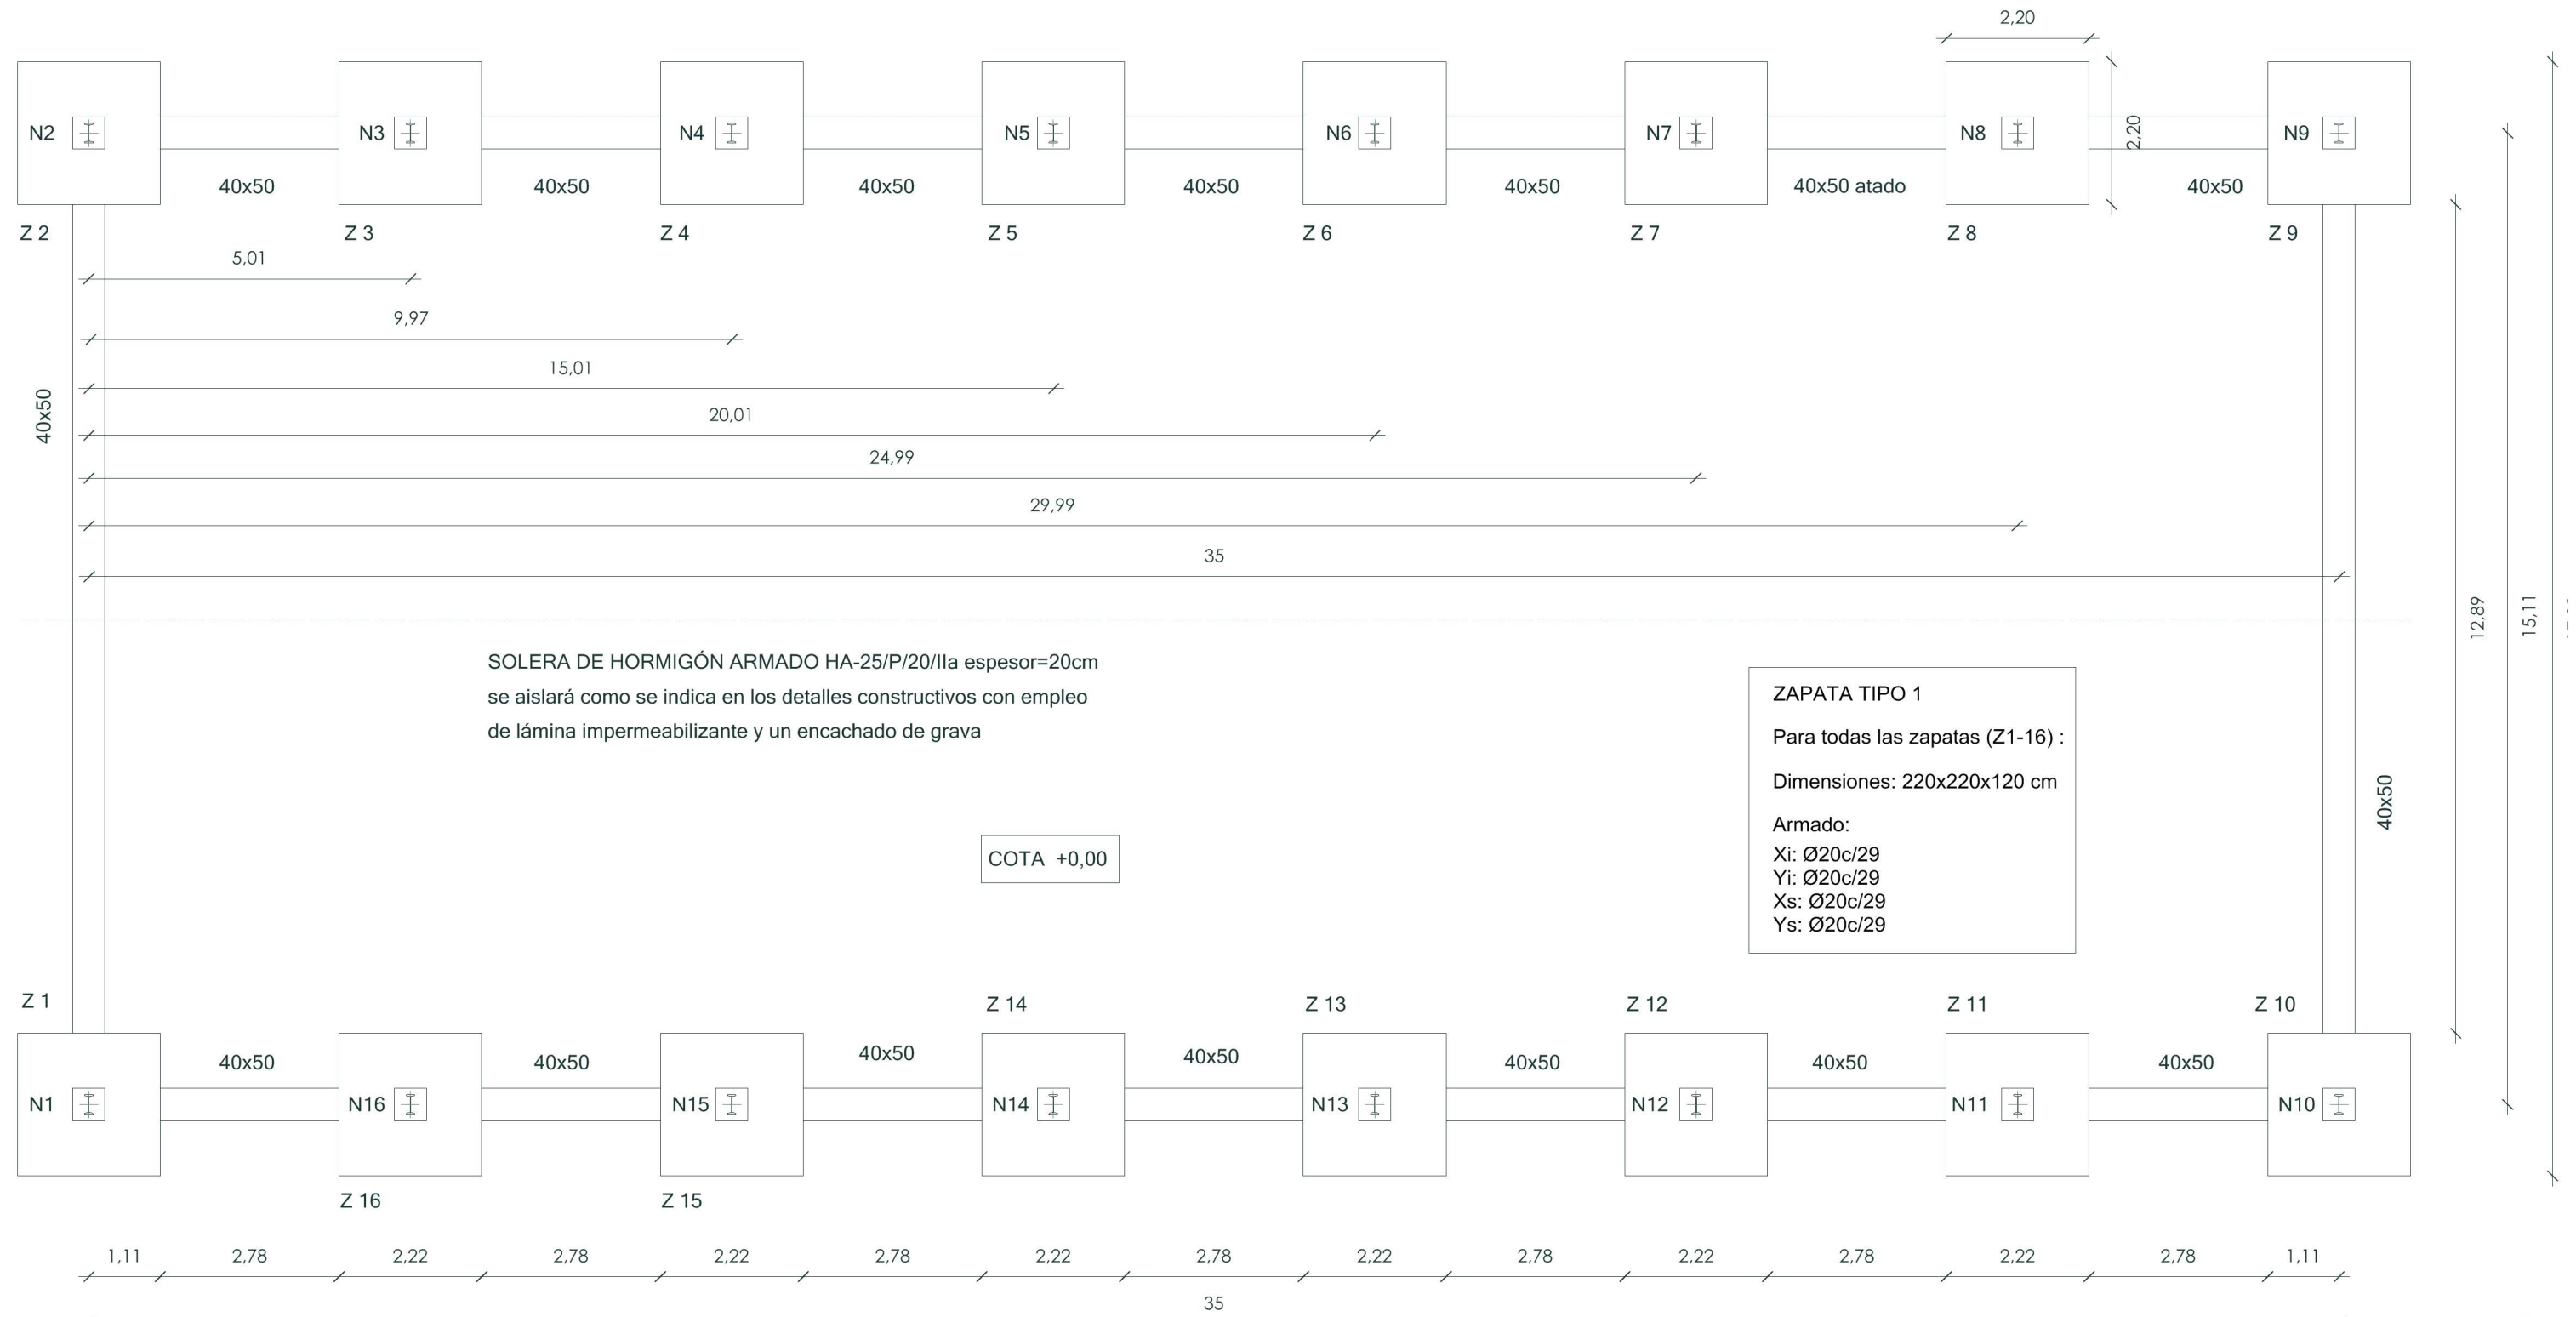 2,20
2,20
N2
N3
N4
N5
N6
N7
N8
N9
40x50
40x50
40x50
40x50
40x50
40x50 atado
40x50
Z 2
Z 3
Z 4
Z 5
Z 6
Z 7
Z 8
Z 9
5,01
9,97
15,01
20,01
24,99
29,99
35
40x50
12,89
15,11
SOLERA DE HORMIGÓN ARMADO HA-25/P/20/IIa espesor=20cm
se aislará como se indica en los detalles constructivos con empleo
de lámina impermeabilizante y un encachado de grava
ZAPATA TIPO 1
Para todas las zapatas (Z1-16) :
Dimensiones: 220x220x120 cm
Armado:
Xi: Ø20c/29
Yi: Ø20c/29
Xs: Ø20c/29
Ys: Ø20c/29
40x50
COTA +0,00
Z 1
Z 14
Z 13
Z 12
Z 11
Z 10
40x50
40x50
40x50
40x50
40x50
40x50
40x50
N1
N16
N15
N14
N13
N12
N11
N10
Z 16
Z 15
1,11
2,78
2,22
2,78
2,22
2,78
2,22
2,78
2,22
2,78
2,22
2,78
2,22
2,78
1,11
35